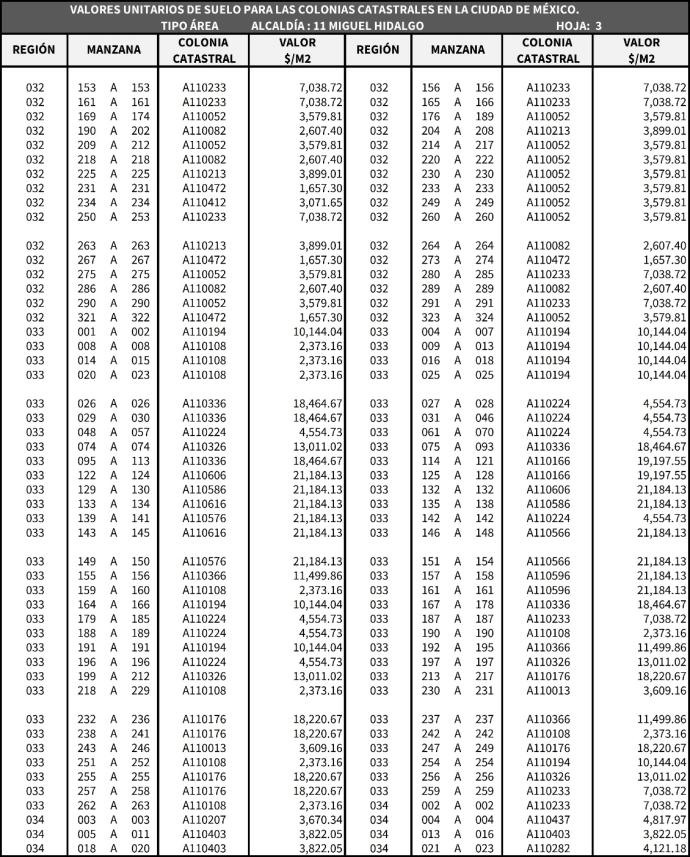 VALORES UNITARIOS DE SUELO PARA LAS COLONIAS CATASTRALES EN LA CIUDAD DE MÉXICO.
TIPO ÁREA ALCALDÍA : 11 MIGUEL HIDALGO HOJA: 3
REGIÓN MANZANA COLONIA CATASTRAL VALOR $/M2 REGIÓN MANZANA COLONIA CATASTRAL VALOR $/M2
032 153 A 153 A110233 7,038.72 032 156 A 156 A110233 7,038.72
032 161 A 161 A110233 7,038.72 032 165 A 166 A110233 7,038.72
032 169 A 174 A110052 3,579.81 032 176 A 189 A110052 3,579.81
032 190 A 202 A110082 2,607.40 032 204 A 208 A110213 3,899.01
032 209 A 212 A110052 3,579.81 032 214 A 217 A110052 3,579.81
032 218 A 218 A110082 2,607.40 032 220 A 222 A110052 3,579.81
032 225 A 225 A110213 3,899.01 032 230 A 230 A110052 3,579.81
032 231 A 231 A110472 1,657.30 032 233 A 233 A110052 3,579.81
032 234 A 234 A110412 3,071.65 032 249 A 249 A110052 3,579.81
032 250 A 253 A110233 7,038.72 032 260 A 260 A110052 3,579.81
032 263 A 263 A110213 3,899.01 032 264 A 264 A110082 2,607.40
032 267 A 267 A110472 1,657.30 032 273 A 274 A110472 1,657.30
032 275 A 275 A110052 3,579.81 032 280 A 285 A110233 7,038.72
032 286 A 286 A110082 2,607.40 032 289 A 289 A110082 2,607.40
032 290 A 290 A110052 3,579.81 032 291 A 291 A110233 7,038.72
032 321 A 322 A110472 1,657.30 032 323 A 324 A110052 3,579.81
033 001 A 002 A110194 10,144.04 033 004 A 007 A110194 10,144.04
033 008 A 008 A110108 2,373.16 033 009 A 013 A110194 10,144.04
033 014 A 015 A110108 2,373.16 033 016 A 018 A110194 10,144.04
033 020 A 023 A110108 2,373.16 033 025 A 025 A110194 10,144.04
033 026 A 026 A110336 18,464.67 033 027 A 028 A110224 4,554.73
033 029 A 030 A110336 18,464.67 033 031 A 046 A110224 4,554.73
033 048 A 057 A110224 4,554.73 033 061 A 070 A110224 4,554.73
033 074 A 074 A110326 13,011.02 033 075 A 093 A110336 18,464.67
033 095 A 113 A110336 18,464.67 033 114 A 121 A110166 19,197.55
033 122 A 124 A110606 21,184.13 033 125 A 128 A110166 19,197.55
033 129 A 130 A110586 21,184.13 033 132 A 132 A110606 21,184.13
033 133 A 134 A110616 21,184.13 033 135 A 138 A110586 21,184.13
033 139 A 141 A110576 21,184.13 033 142 A 142 A110224 4,554.73
033 143 A 145 A110616 21,184.13 033 146 A 148 A110566 21,184.13
033 149 A 150 A110576 21,184.13 033 151 A 154 A110566 21,184.13
033 155 A 156 A110366 11,499.86 033 157 A 158 A110596 21,184.13
033 159 A 160 A110108 2,373.16 033 161 A 161 A110596 21,184.13
033 164 A 166 A110194 10,144.04 033 167 A 178 A110336 18,464.67
033 179 A 185 A110224 4,554.73 033 187 A 187 A110233 7,038.72
033 188 A 189 A110224 4,554.73 033 190 A 190 A110108 2,373.16
033 191 A 191 A110194 10,144.04 033 192 A 195 A110366 11,499.86
033 196 A 196 A110224 4,554.73 033 197 A 197 A110326 13,011.02
033 199 A 212 A110326 13,011.02 033 213 A 217 A110176 18,220.67
033 218 A 229 A110108 2,373.16 033 230 A 231 A110013 3,609.16
033 232 A 236 A110176 18,220.67 033 237 A 237 A110366 11,499.86
033 238 A 241 A110176 18,220.67 033 242 A 242 A110108 2,373.16
033 243 A 246 A110013 3,609.16 033 247 A 249 A110176 18,220.67
033 251 A 252 A110108 2,373.16 033 254 A 254 A110194 10,144.04
033 255 A 255 A110176 18,220.67 033 256 A 256 A110326 13,011.02
033 257 A 258 A110176 18,220.67 033 259 A 259 A110233 7,038.72
033 262 A 263 A110108 2,373.16 034 002 A 002 A110233 7,038.72
034 003 A 003 A110207 3,670.34 034 004 A 004 A110437 4,817.97
034 005 A 011 A110403 3,822.05 034 013 A 016 A110403 3,822.05
034 018 A 020 A110403 3,822.05 034 021 A 023 A110282 4,121.18